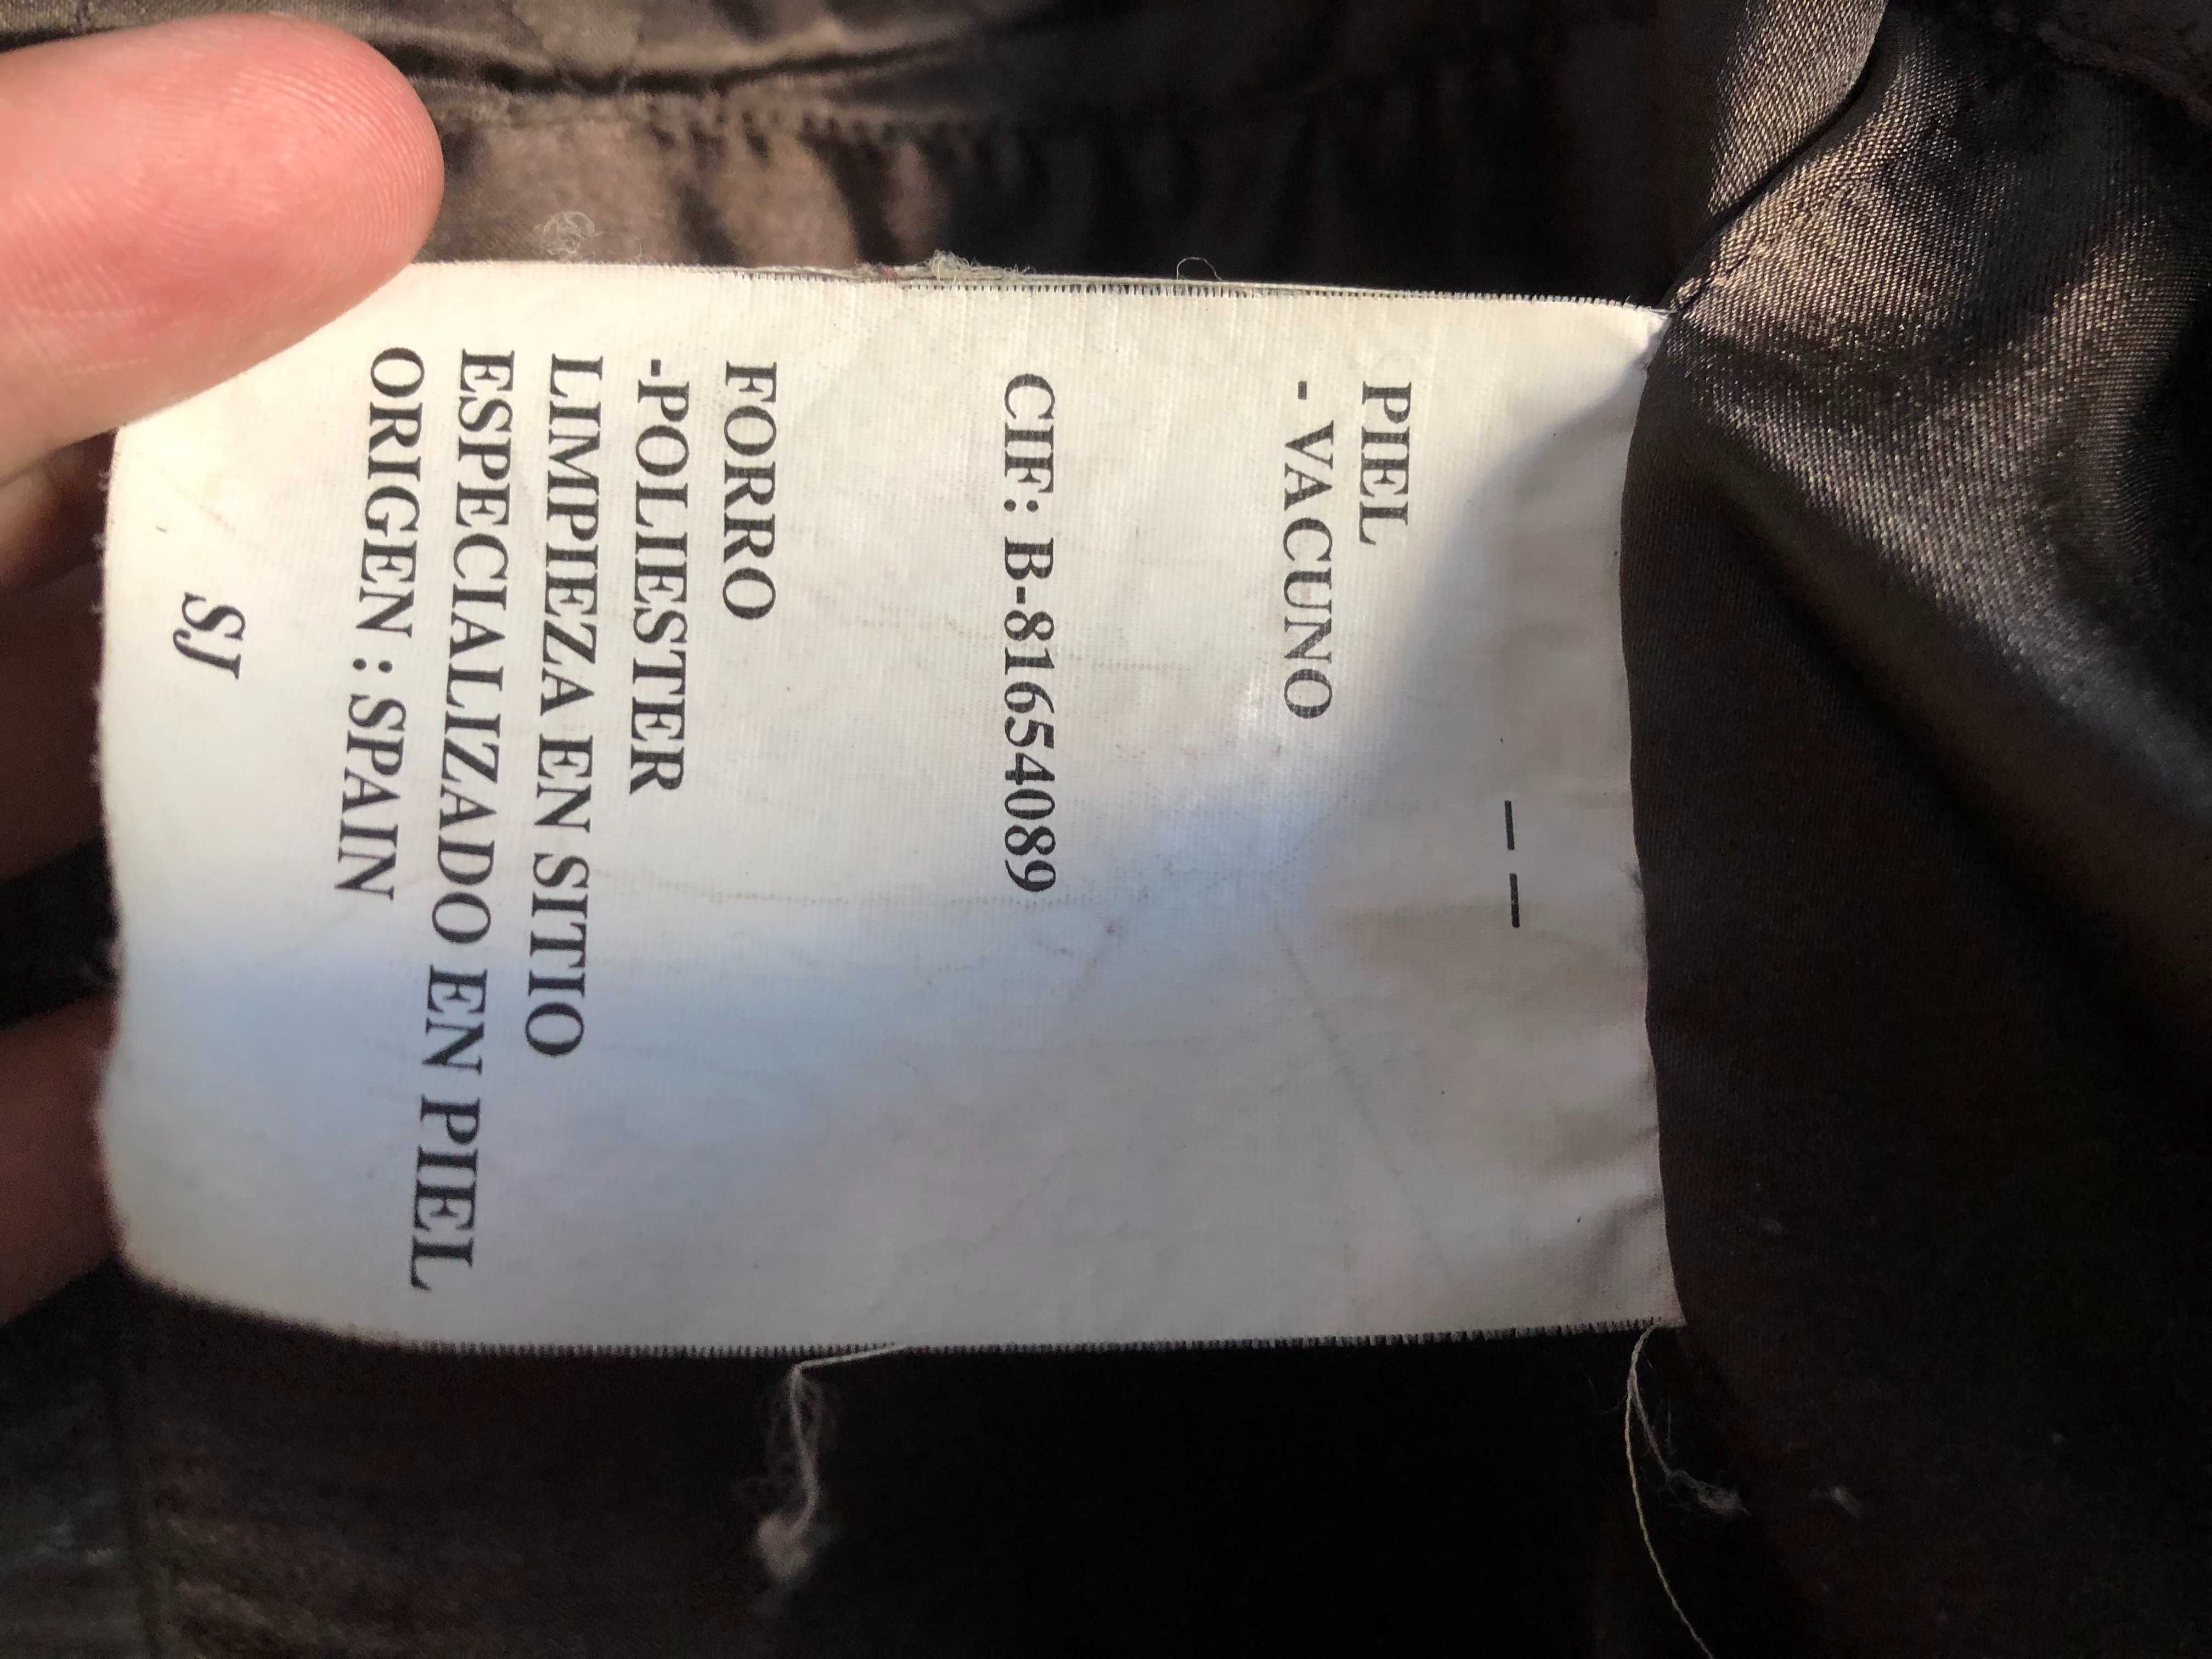 - -
PIEL
- VACUNO
CIF: B-81654089
FORRO
-POLIESTER
LIMPIEZA EN SITIO
ESPECIALIZADO EN PIEL
ORIGEN : SPAIN
SJ